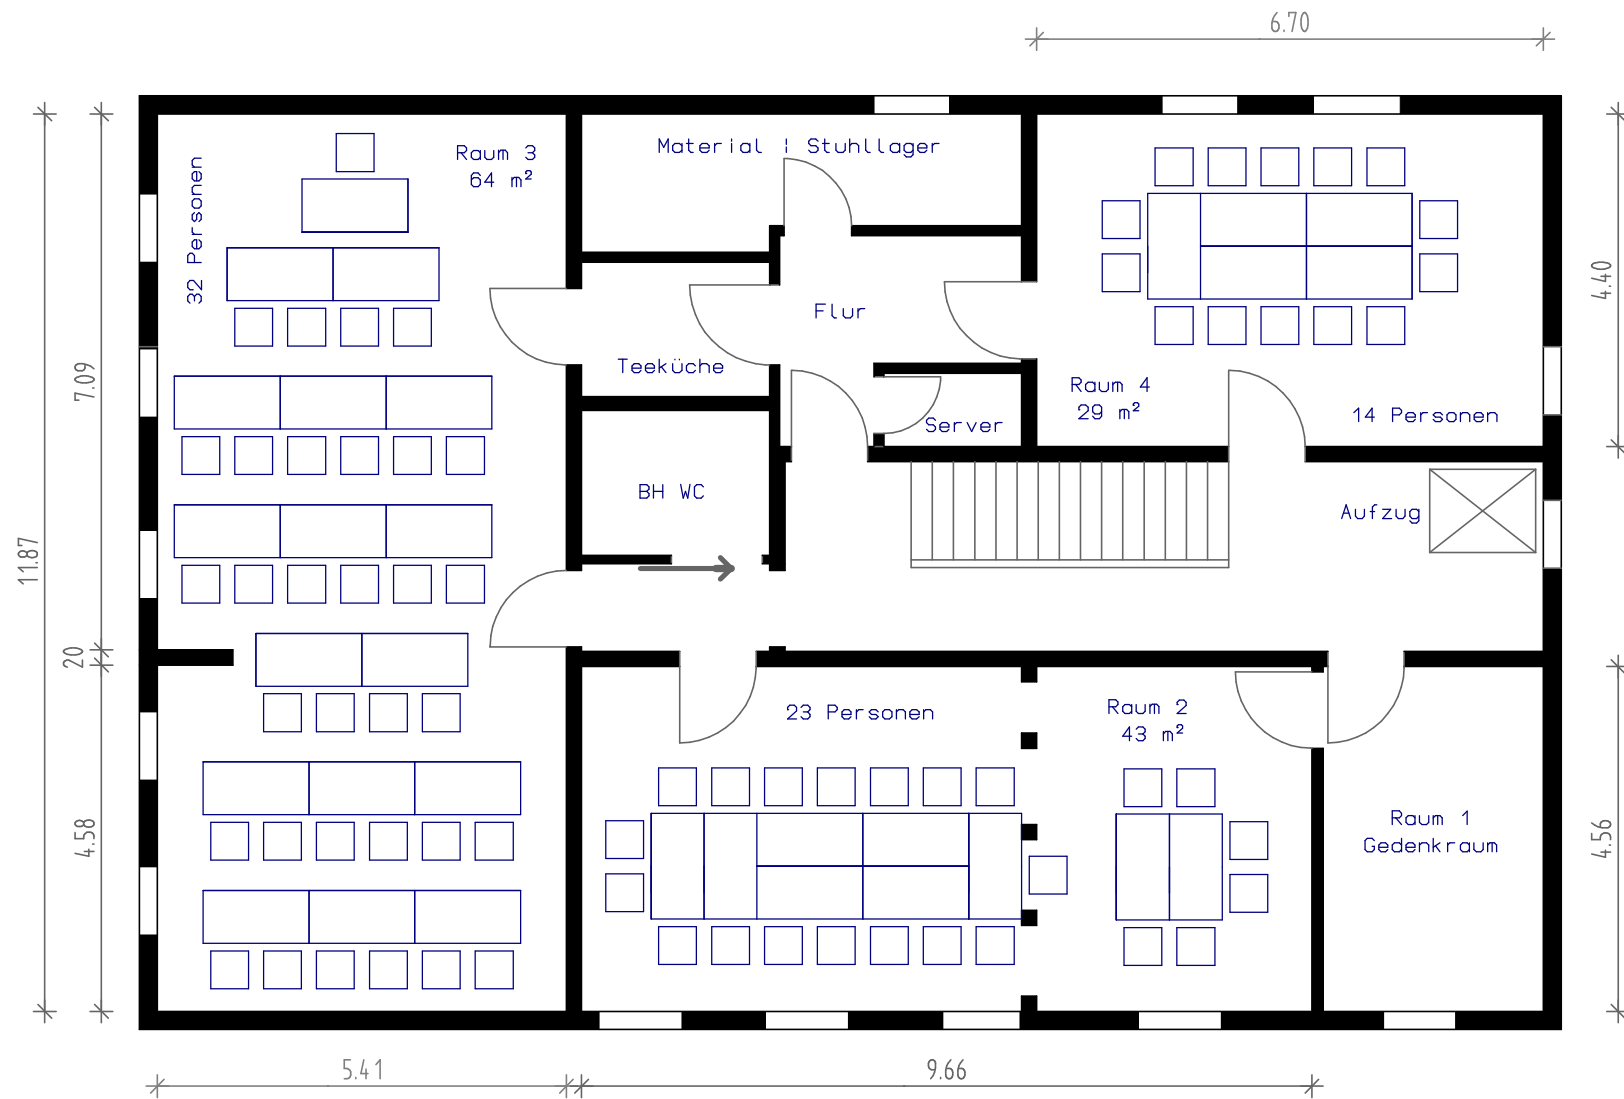 6.70
Material ¦ Stuhllager
Raum 3
64 m²
32 Personen
4.40
Flur
Teeküche
7.09
Raum 4
29 m²
14 Personen
Server
BH WC
Aufzug
11.87
20
23 Personen
Raum 2
43 m²
4.58
Raum 1
Gedenkraum
4.56
5.41
9.66